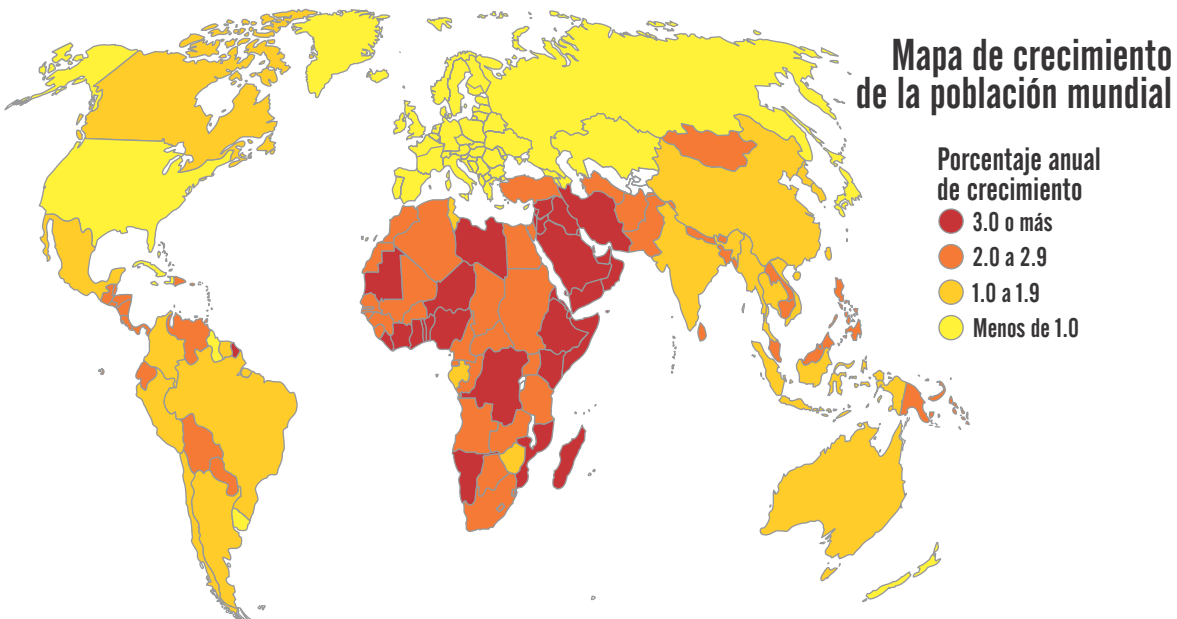 Mapa de crecimiento
de la población mundial
Porcentaje anual
de crecimiento
3.0 o más
2.0 a 2.9
1.0 a 1.9
Menos de 1.0